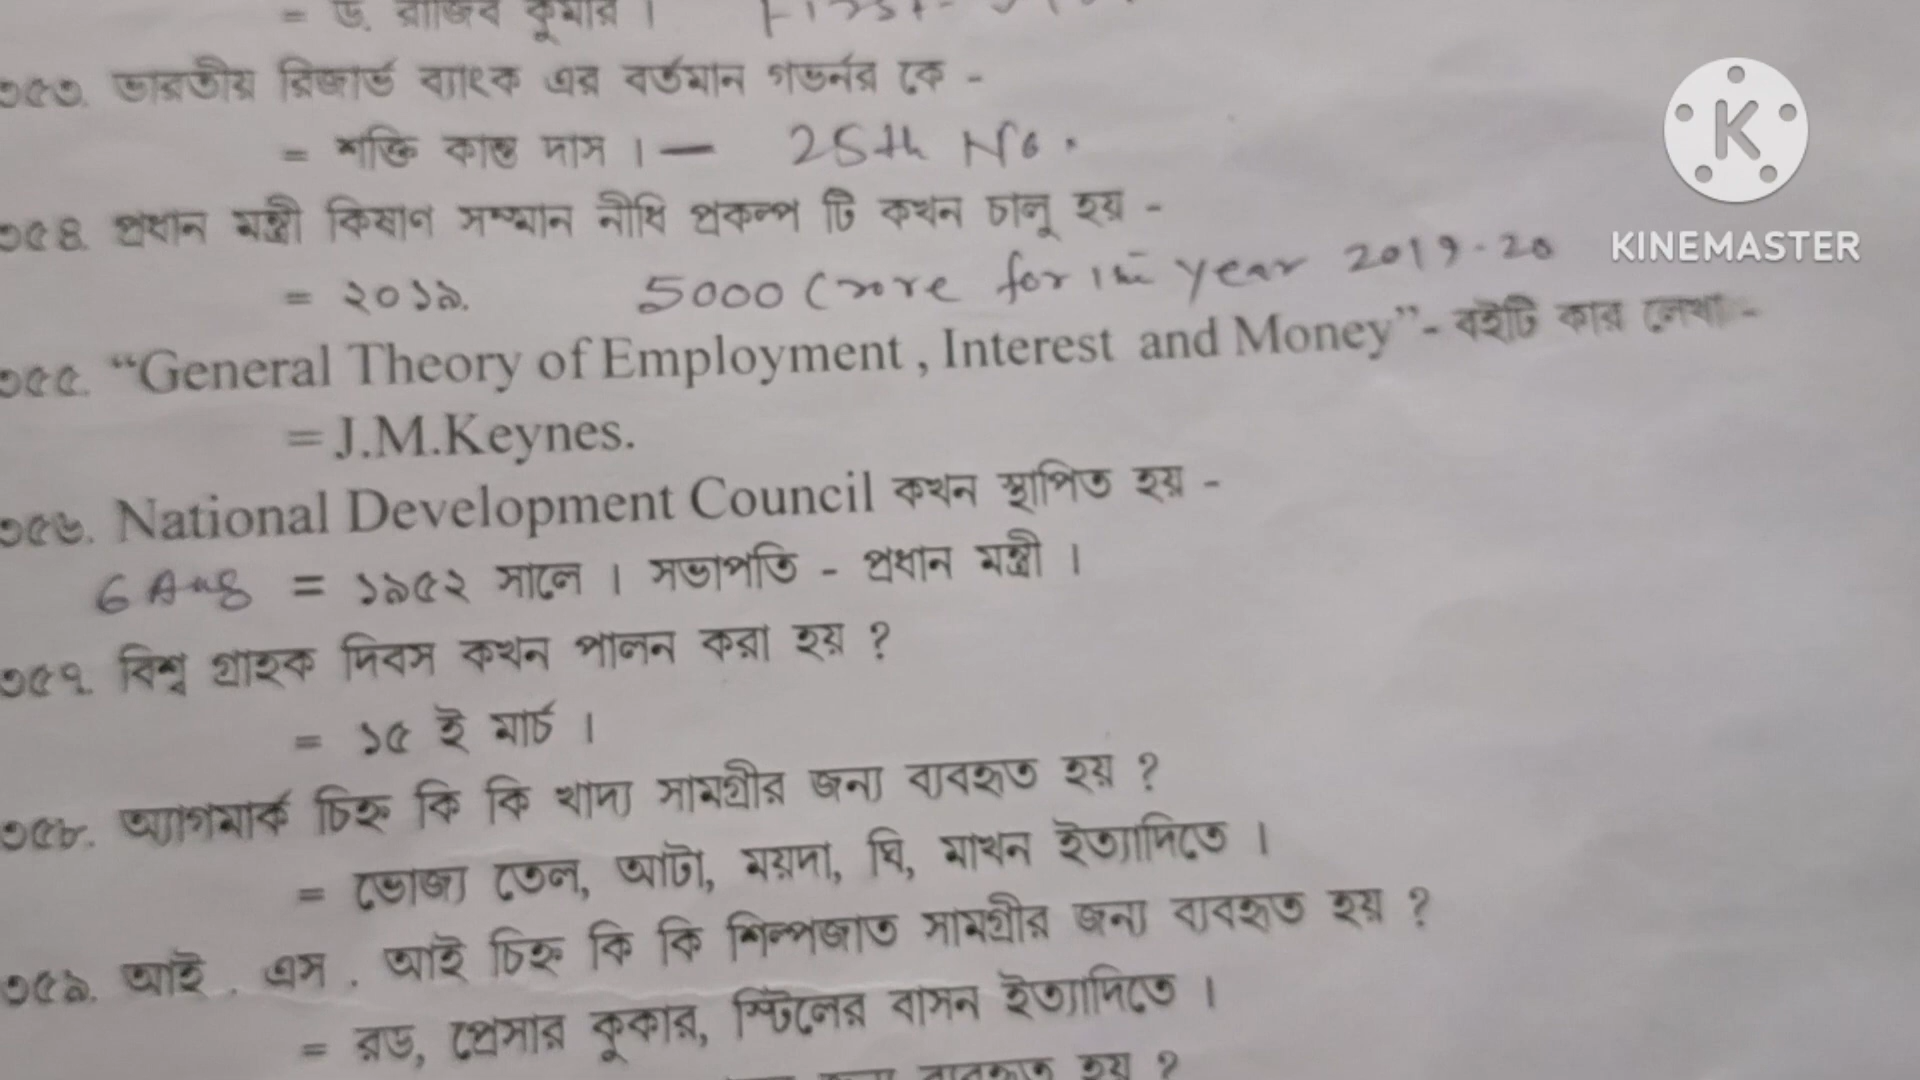 = ড. রাজিব কুমার ।
৩৫৩. ভারতীয় রিজার্ভ ব্যাংক এর বর্তমান গভর্নর কে -
= শক্তি কান্ত দাস । — 25th No.
৩৫৪. প্রধান মন্ত্রী কিষাণ সম্মান নীধি প্রকল্প টি কখন চালু হয় -
= ২০১৯. 5000 Crore for the year 2019-20
৩৫৫. “General Theory of Employment , Interest and Money”- বইটি কার লেখা -
= J.M.Keynes.
৩৫৬. National Development Council কখন স্থাপিত হয় -
6 Aug = ১৯৫২ সালে । সভাপতি - প্রধান মন্ত্রী ।
৩৫৭. বিশ্ব গ্রাহক দিবস কখন পালন করা হয় ?
= ১৫ ই মার্চ ।
৩৫৮. অ্যাগমার্ক চিহ্ন কি কি খাদ্য সামগ্রীর জন্য ব্যবহৃত হয় ?
= ভোজ্য তেল, আটা, ময়দা, ঘি, মাখন ইত্যাদিতে ।
৩৫৯. আই . এস . আই চিহ্ন কি কি শিল্পজাত সামগ্রীর জন্য ব্যবহৃত হয় ?
= রড, প্রেসার কুকার, স্টিলের বাসন ইত্যাদিতে ।
জন্য ব্যবহৃত হয় ?
KINEMASTER